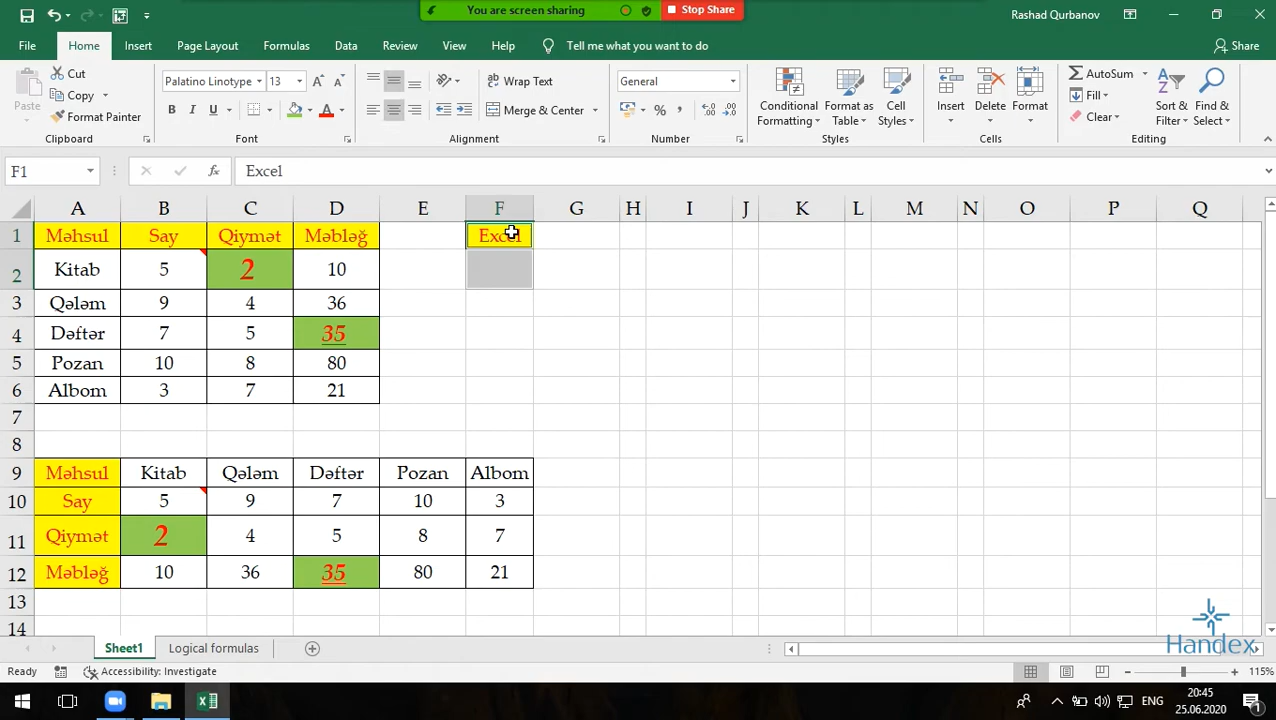 You are screen sharing
Stop Share
Rashad Qurbanov
File
Home
Insert
Page Layout
Formulas
Data
Review
View
Help
Tell me what you want to do
Share
Paste
Cut
Copy
Format Painter
Clipboard
Palatino Linotype
13
B I U
Font
Wrap Text
Merge & Center
Alignment
General
Number
Conditional Formatting
Format as Table
Cell Styles
Styles
Insert
Delete
Format
Cells
AutoSum
Fill
Clear
Sort & Filter
Find & Select
Editing
F1
fx
Excel
A B C D E F G H I J K L M N O P Q
1 Məhsul Say Qiymət Məbləğ Excel
2 Kitab 5 2 10
3 Qələm 9 4 36
4 Dəftər 7 5 35
5 Pozan 10 8 80
6 Albom 3 7 21
7
8
9 Məhsul Kitab Qələm Dəftər Pozan Albom
10 Say 5 9 7 10 3
11 Qiymət 2 4 5 8 7
12 Məbləğ 10 36 35 80 21
13
14
Handex
Sheet1
Logical formulas
Ready
Accessibility: Investigate
115%
ENG
20:45
25.06.2020
1